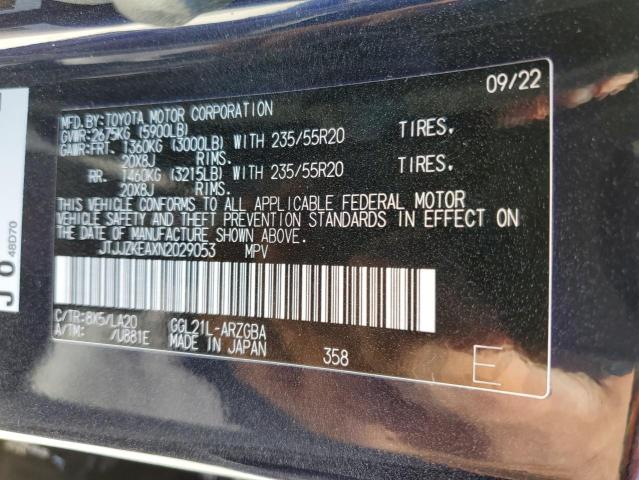 09/22
MFD.BY:TOYOTA MOTOR CORPORATION
GVWR:2675KG (5900LB)
GAWR:FRT. 1360KG (3000LB) WITH 235/55R20 TIRES,
20X8J RIMS.
RR. 1460KG (3215LB) WITH 235/55R20 TIRES,
20X8J RIMS.
THIS VEHICLE CONFORMS TO ALL APPLICABLE FEDERAL MOTOR
VEHICLE SAFETY AND THEFT PREVENTION STANDARDS IN EFFECT ON
THE DATE OF MANUFACTURE SHOWN ABOVE.
JTJJZKEAXN2029053 MPV
C/TR:8X5/LA20 GGL21L-ARZGBA
A/TM: /U881E MADE IN JAPAN 358
E
J0
48D70